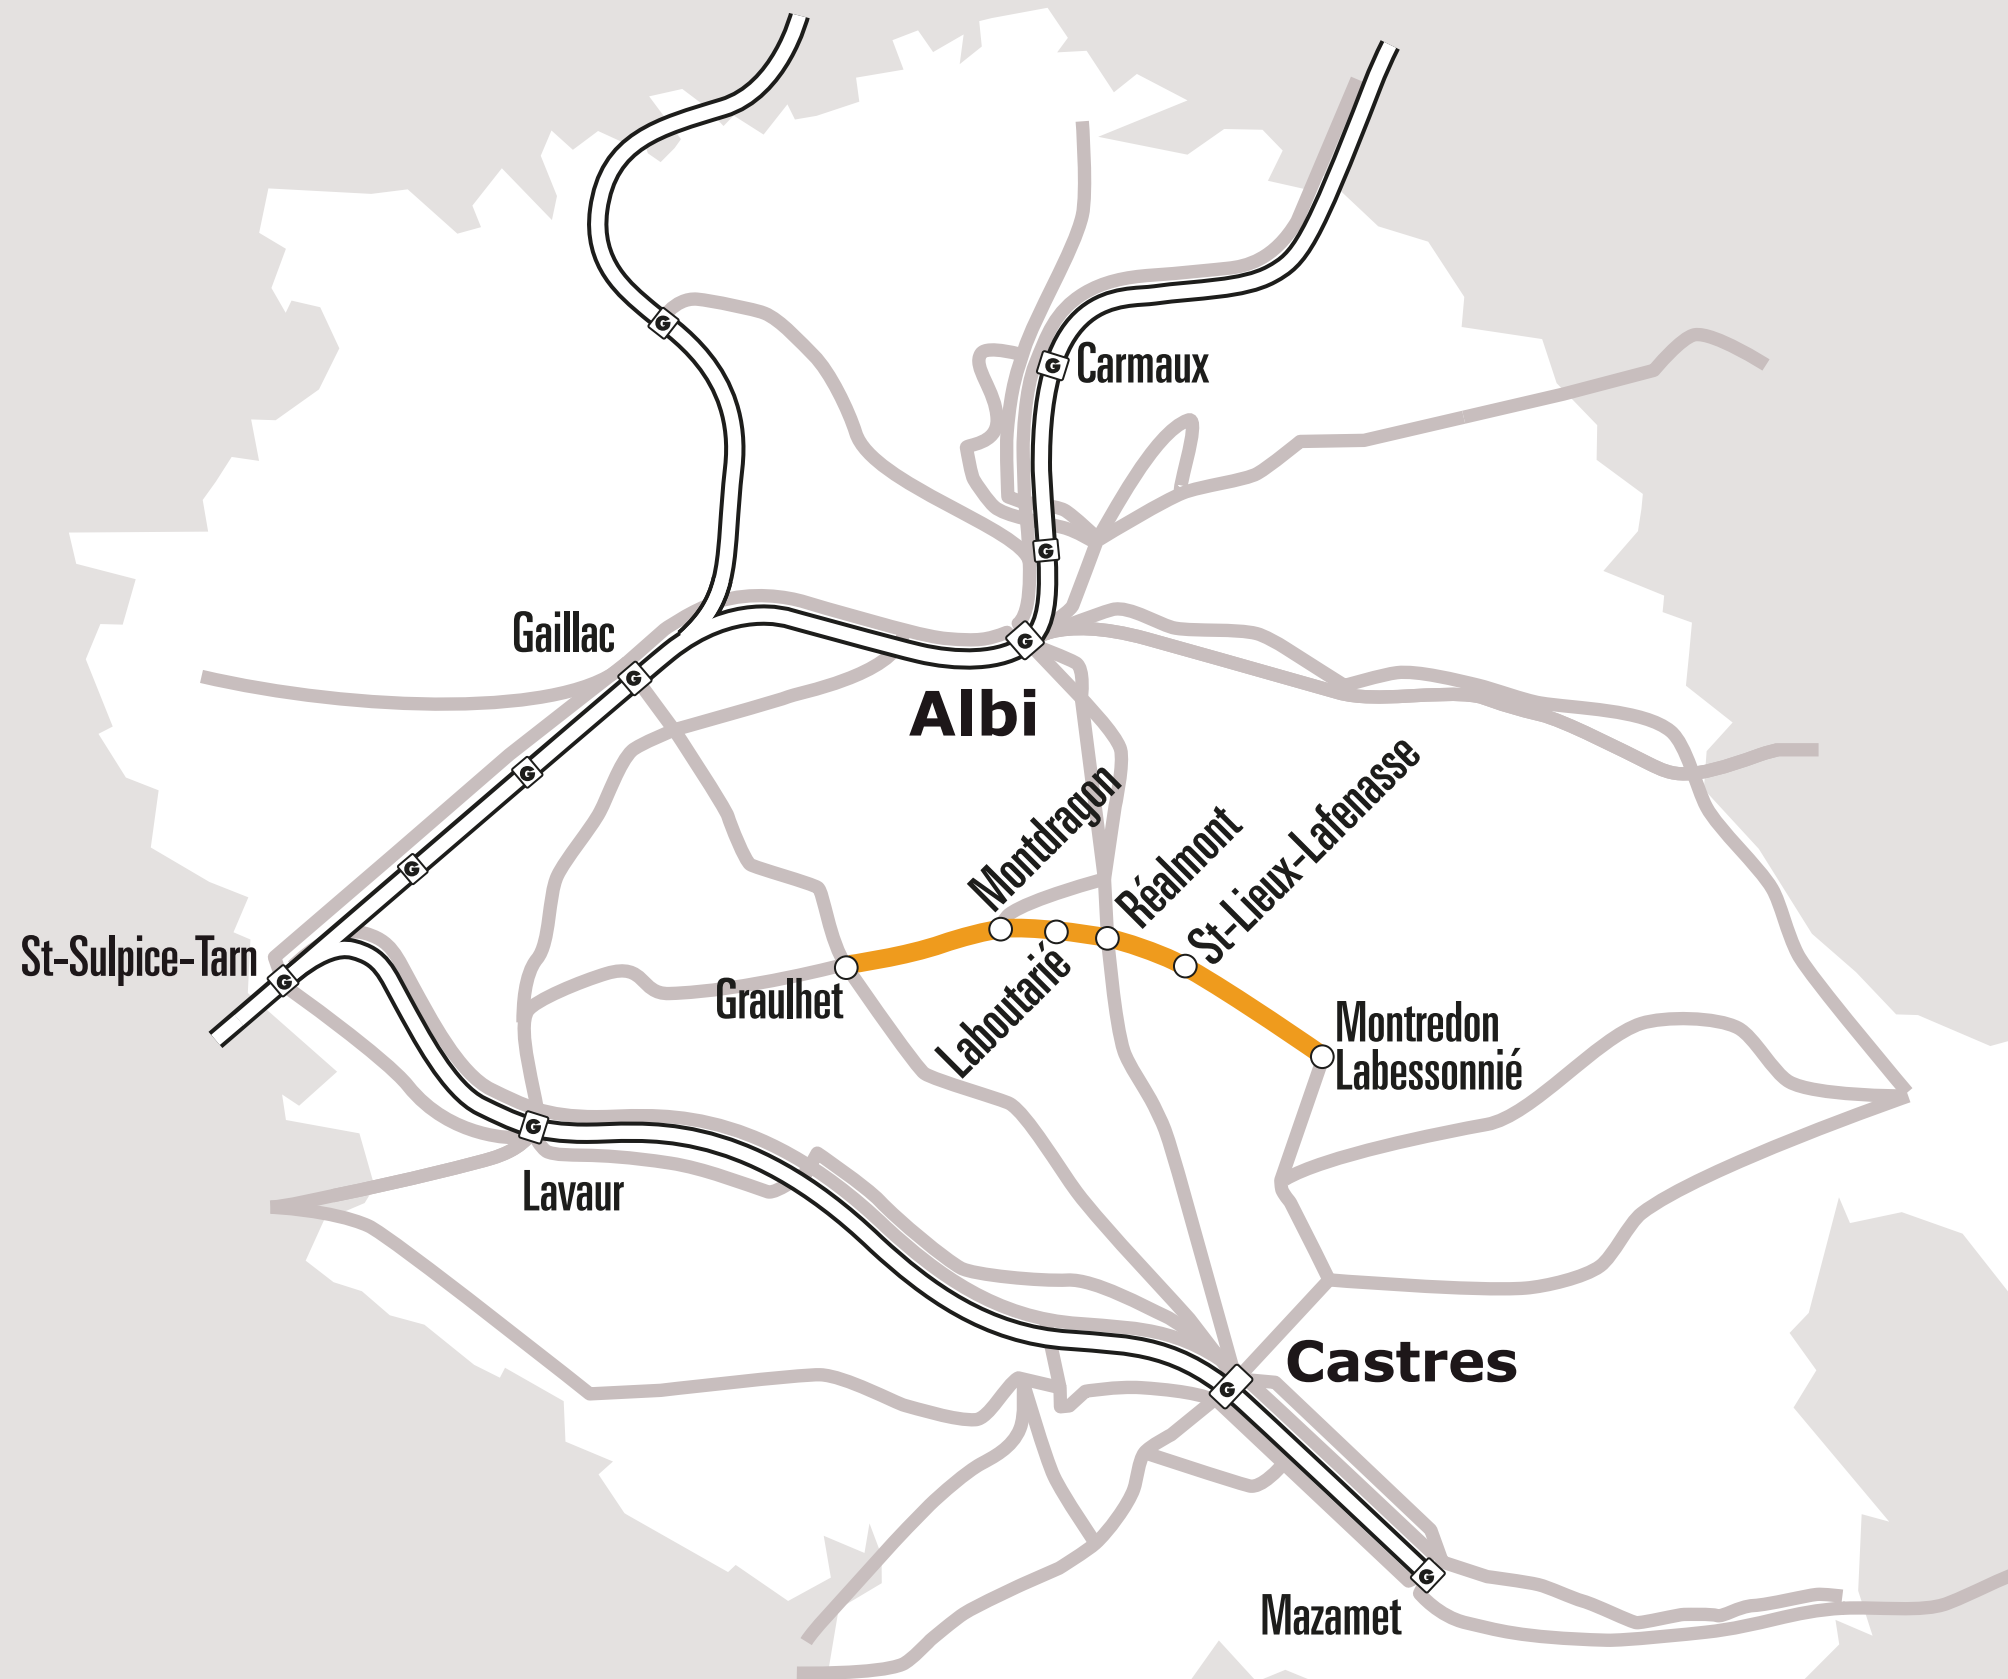 Carmaux
Gaillac
Albi
Montdragon
Réalmont
St-Lieux-Lafenasse
St-Sulpice-Tarn
Graulhet
Laboutarié
Montredon
Labessonnié
Lavaur
Castres
Mazamet
G
G
G
G
G
G
G
G
G
G